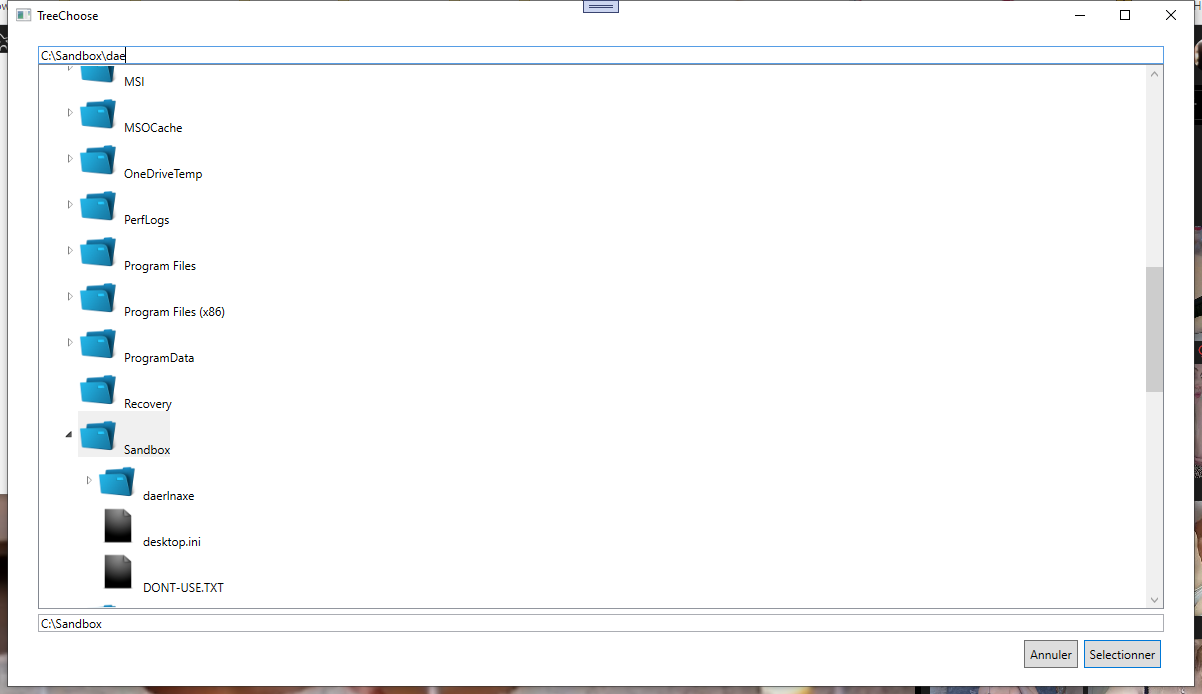 TreeChoose
C:\Sandbox\dae
MSI
MSOCache
OneDriveTemp
PerfLogs
Program Files
Program Files (x86)
ProgramData
Recovery
Sandbox
daerlnaxe
desktop.ini
DONT-USE.TXT
C:\Sandbox
Annuler
Selectionner